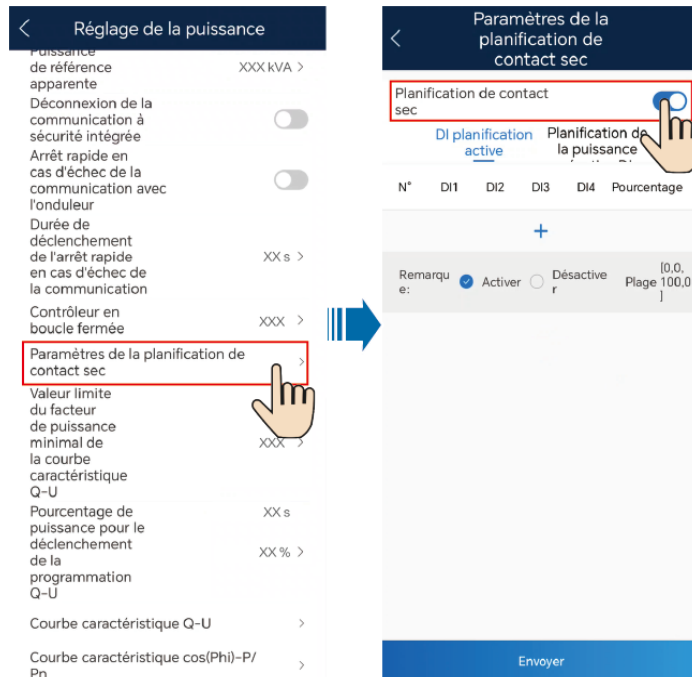 Réglage de la puissance
Puissance
de référence
apparente
XXX kVA >
Déconnexion de la
communication à
sécurité intégrée
Arrêt rapide en
cas d'échec de la
communication avec
l'onduleur
Durée de
déclenchement
de l'arrêt rapide
en cas d'échec de
la communication
XX s >
Contrôleur en
boucle fermée
XXX >
Paramètres de la planification de
contact sec
>
Valeur limite
du facteur
de puissance
minimal de
la courbe
caractéristique
Q-U
XXX >
Pourcentage de
puissance pour le
déclenchement
de la
programmation
Q-U
XX s
XX % >
Courbe caractéristique Q-U >
Courbe caractéristique cos(Phi)-P/
Pn
>
Paramètres de la
planification de
contact sec
Planification de contact
sec
DI planification
active
Planification de
la puissance
N° DI1 DI2 DI3 DI4 Pourcentage
+
Remarqu
e:
Activer
Désactive
r
Plage
[0,0,
100,0
]
Envoyer